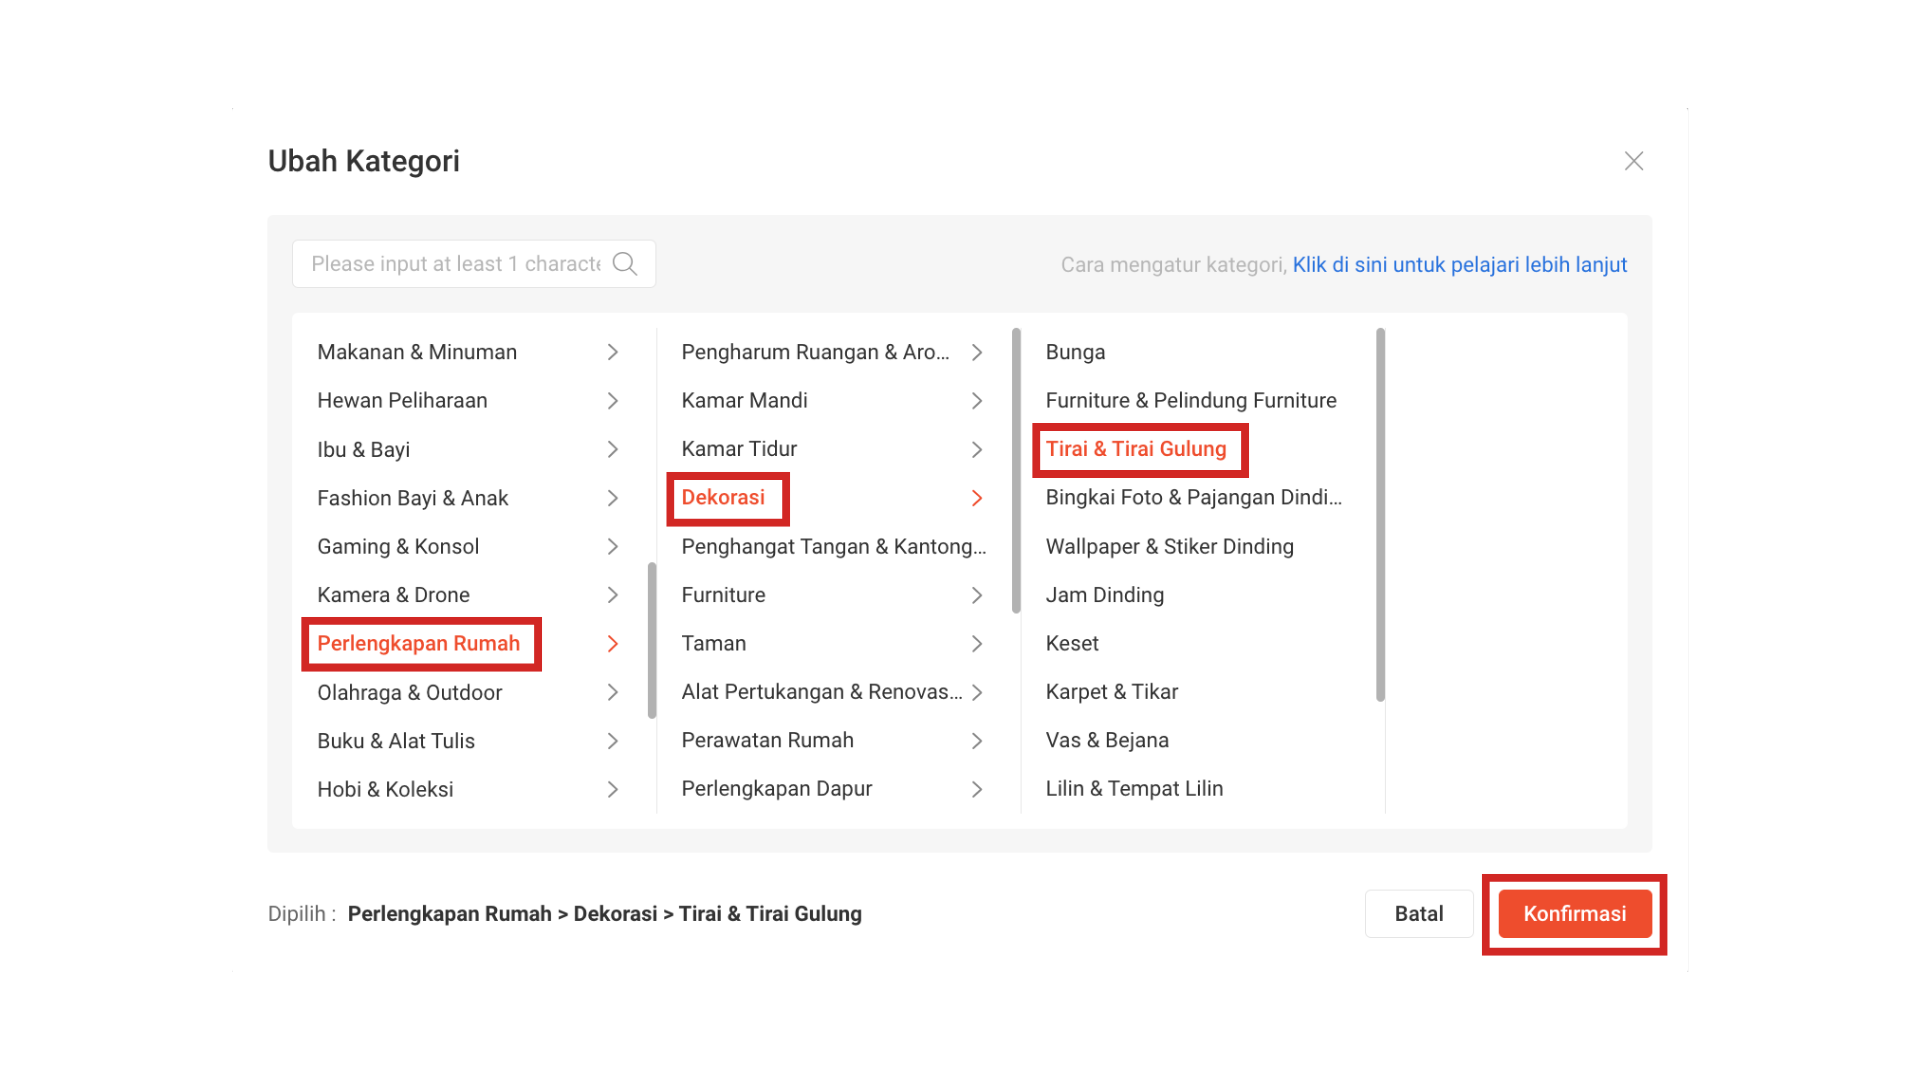 Ubah Kategori
Please input at least 1 characte
Cara mengatur kategori, Klik di sini untuk pelajari lebih lanjut
Makanan & Minuman
Hewan Peliharaan
Ibu & Bayi
Fashion Bayi & Anak
Gaming & Konsol
Kamera & Drone
Perlengkapan Rumah
Olahraga & Outdoor
Buku & Alat Tulis
Hobi & Koleksi
Pengharum Ruangan & Aro...
Kamar Mandi
Kamar Tidur
Dekorasi
Penghangat Tangan & Kantong...
Furniture
Taman
Alat Pertukangan & Renovas...
Perawatan Rumah
Perlengkapan Dapur
Bunga
Furniture & Pelindung Furniture
Tirai & Tirai Gulung
Bingkai Foto & Pajangan Dindi...
Wallpaper & Stiker Dinding
Jam Dinding
Keset
Karpet & Tikar
Vas & Bejana
Lilin & Tempat Lilin
Dipilih : Perlengkapan Rumah > Dekorasi > Tirai & Tirai Gulung
Batal
Konfirmasi